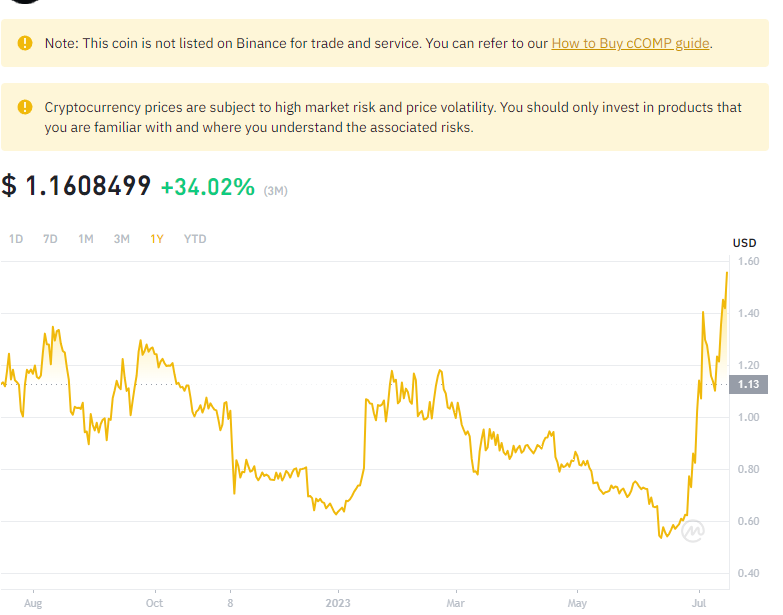 Note: This coin is not listed on Binance for trade and service. You can refer to our How to Buy cCOMP guide.
Cryptocurrency prices are subject to high market risk and price volatility. You should only invest in products that
you are familiar with and where you understand the associated risks.
$ 1.1608499 +34.02% (3M)
1D 7D 1M 3M 1Y YTD
USD
1.60
1.40
1.20
1.13
1.00
0.80
0.60
0.40
Aug Oct 8 2023 Mar May Jul